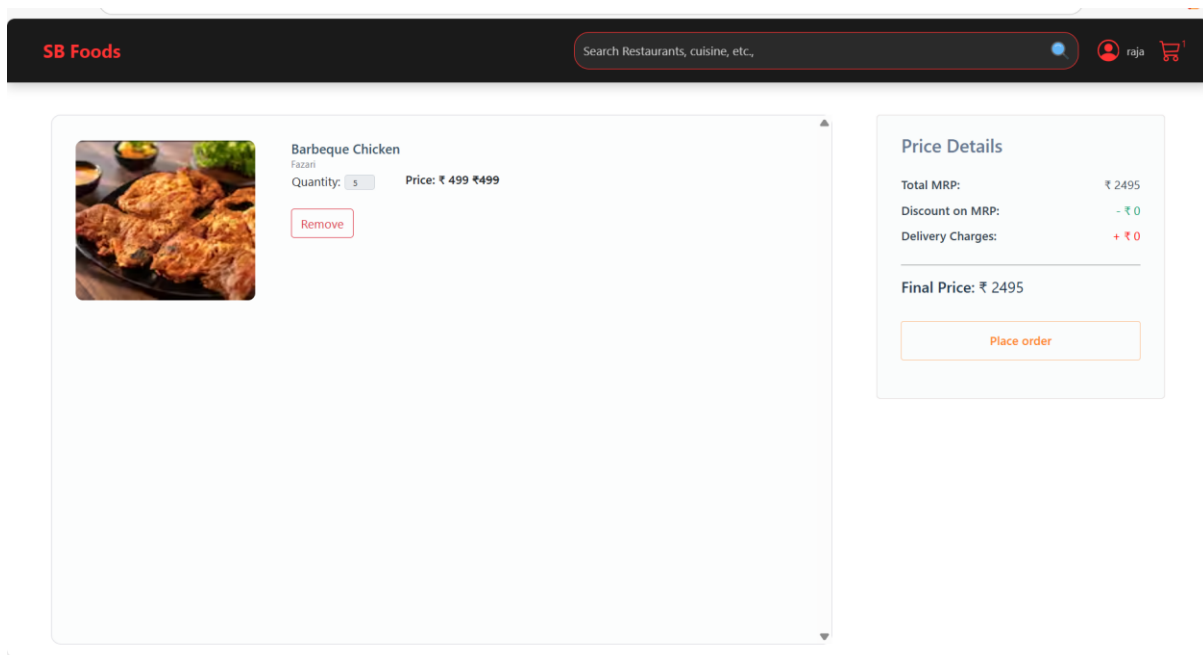 SB Foods
Search Restaurants, cuisine, etc.,
raja
1
Barbeque Chicken
Fazari
Quantity: 5 Price: ₹ 499 ₹499
Remove
Price Details
Total MRP: ₹ 2495
Discount on MRP: - ₹ 0
Delivery Charges: + ₹ 0
Final Price: ₹ 2495
Place order